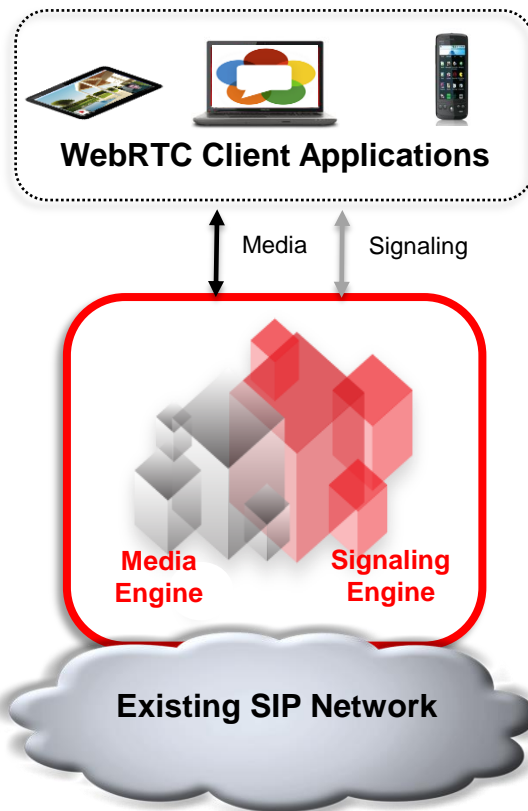 WebRTC Client Applications
Media
Signaling
Media
Engine
Signaling
Engine
Existing SIP Network